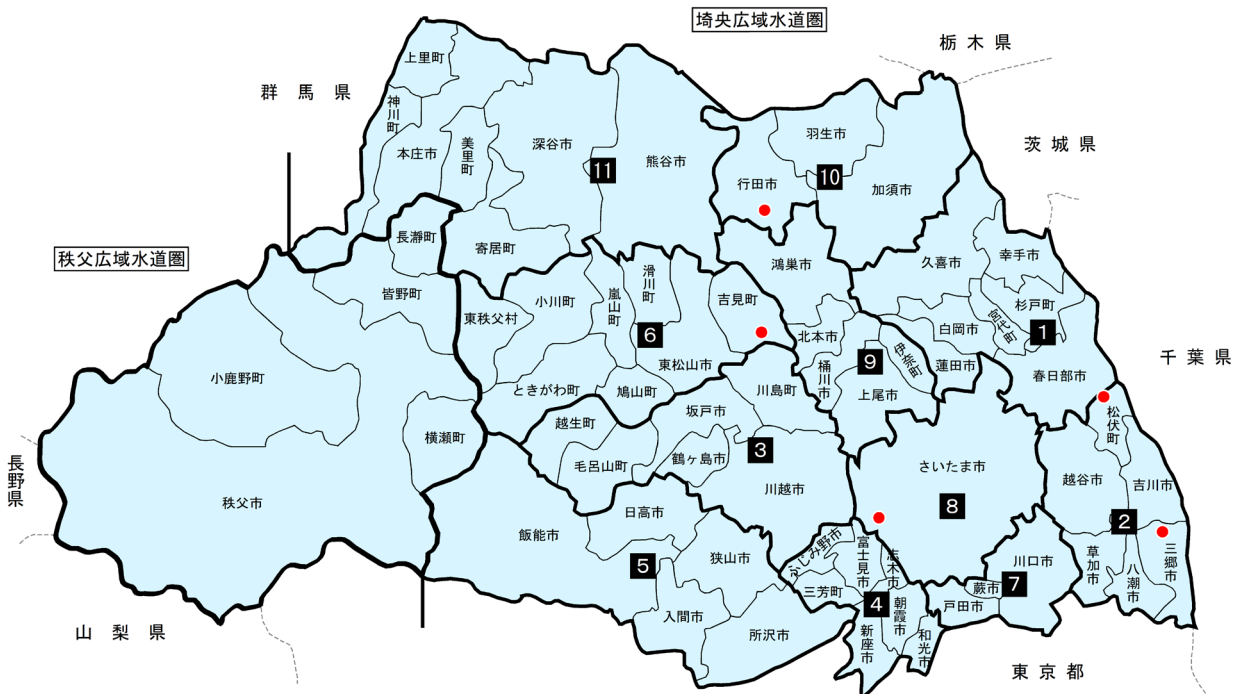 埼央広域水道圏
栃木県
群馬県
茨城県
上里町
神川町
本庄市
美里町
深谷市
熊谷市
11
羽生市
行田市
10
加須市
秩父広域水道圏
長瀞町
皆野町
寄居町
鴻巣市
久喜市
幸手市
杉戸町
宮代町
1
白岡市
蓮田市
春日部市
千葉県
東秩父村
小川町
嵐山町
滑川町
吉見町
6
東松山市
ときがわ町
鳩山町
北本市
桶川市
9
伊奈町
上尾市
小鹿野町
横瀬町
秩父市
長野県
越生町
毛呂山町
坂戸市
鶴ヶ島市
川島町
3
川越市
さいたま市
8
松伏町
越谷市
吉川市
2
草加市
八潮市
三郷市
飯能市
日高市
5
狭山市
入間市
所沢市
ふじみ野市
富士見市
志木市
三芳町
4
朝霞市
新座市
和光市
川口市
7
蕨市
戸田市
山梨県
東京都